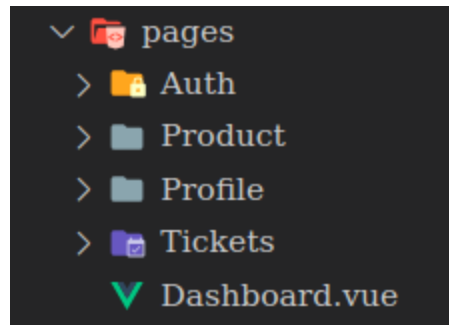 pages
Auth
Product
Profile
Tickets
Dashboard.vue